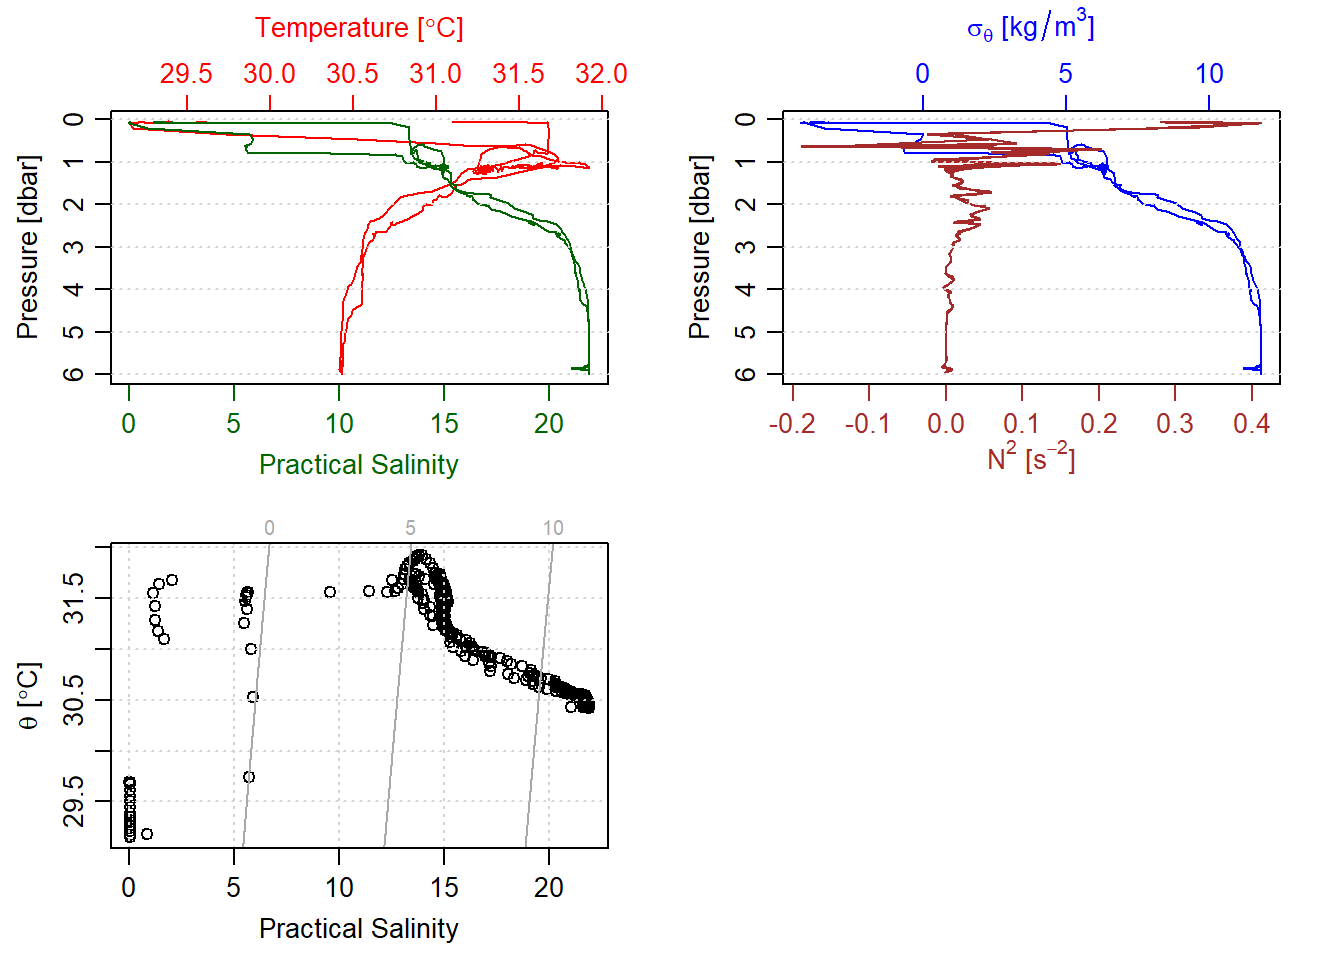 Temperature [°C]
29.5 30.0 30.5 31.0 31.5 32.0
Pressure [dbar]
0 1 2 3 4 5 6
0 5 10 15 20
Practical Salinity
σθ [kg/m³]
0 5 10
Pressure [dbar]
0 1 2 3 4 5 6
-0.2 -0.1 0.0 0.1 0.2 0.3 0.4
N² [s⁻²]
0 5 10
θ [°C]
31.5 30.5 29.5
0 5 10 15 20
Practical Salinity